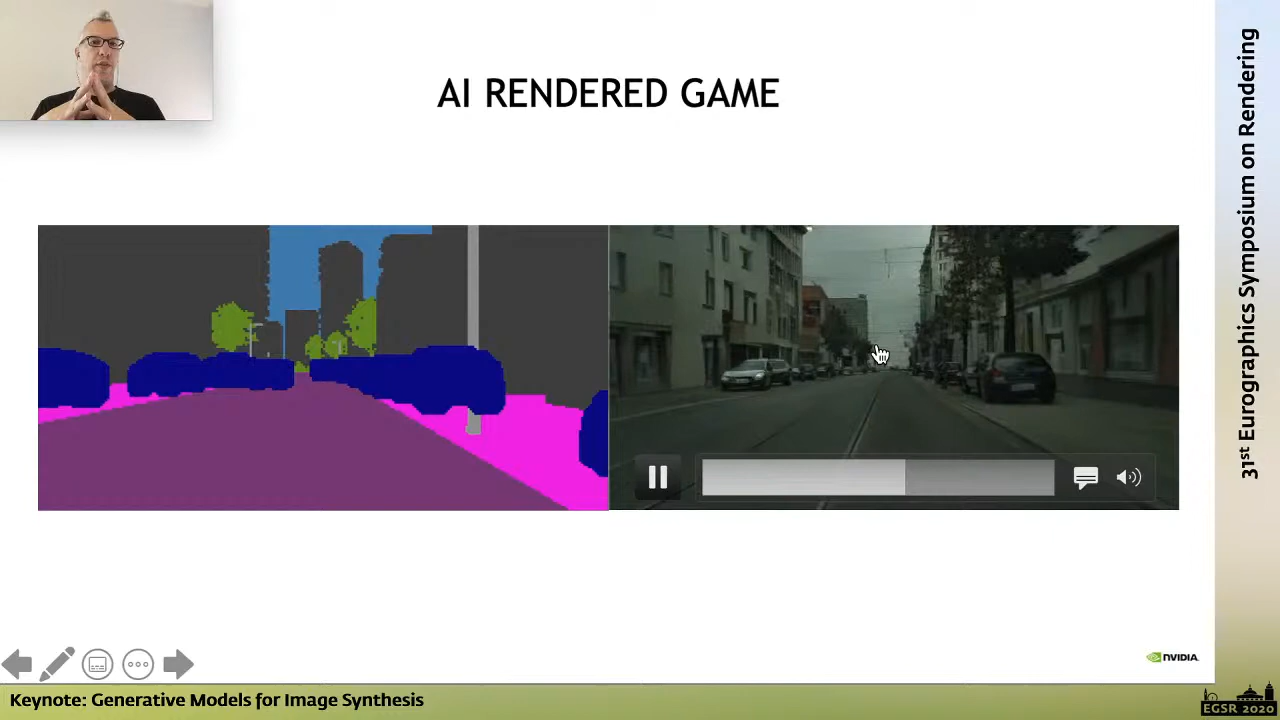 AI RENDERED GAME
31st Eurographics Symposium on Rendering
NVIDIA.
Keynote: Generative Models for Image Synthesis
EGSR 2020